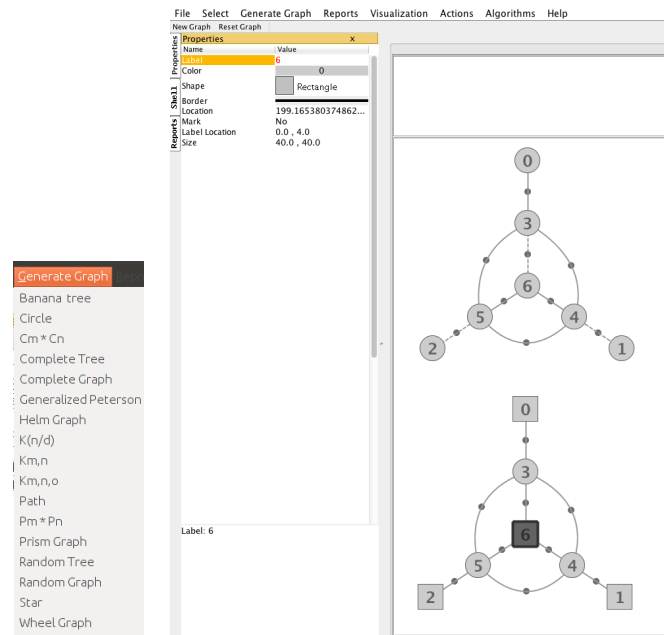 File Select Generate Graph Reports Visualization Actions Algorithms Help
New Graph Reset Graph
Properties x
Name Value
Label 6
Color 0
Shape Rectangle
Border
Location 199.165380374862...
Mark No
Label Location 0.0 , 4.0
Size 40.0 , 40.0
Properties
Shell
Reports
Label: 6
Generate Graph
Banana tree
Circle
Cm * Cn
Complete Tree
Complete Graph
Generalized Peterson
Helm Graph
K(n/d)
Km,n
Km,n,o
Path
Pm * Pn
Prism Graph
Random Tree
Random Graph
Star
Wheel Graph
0
3
6
5 4
2 1
0
3
6
5 4
2 1